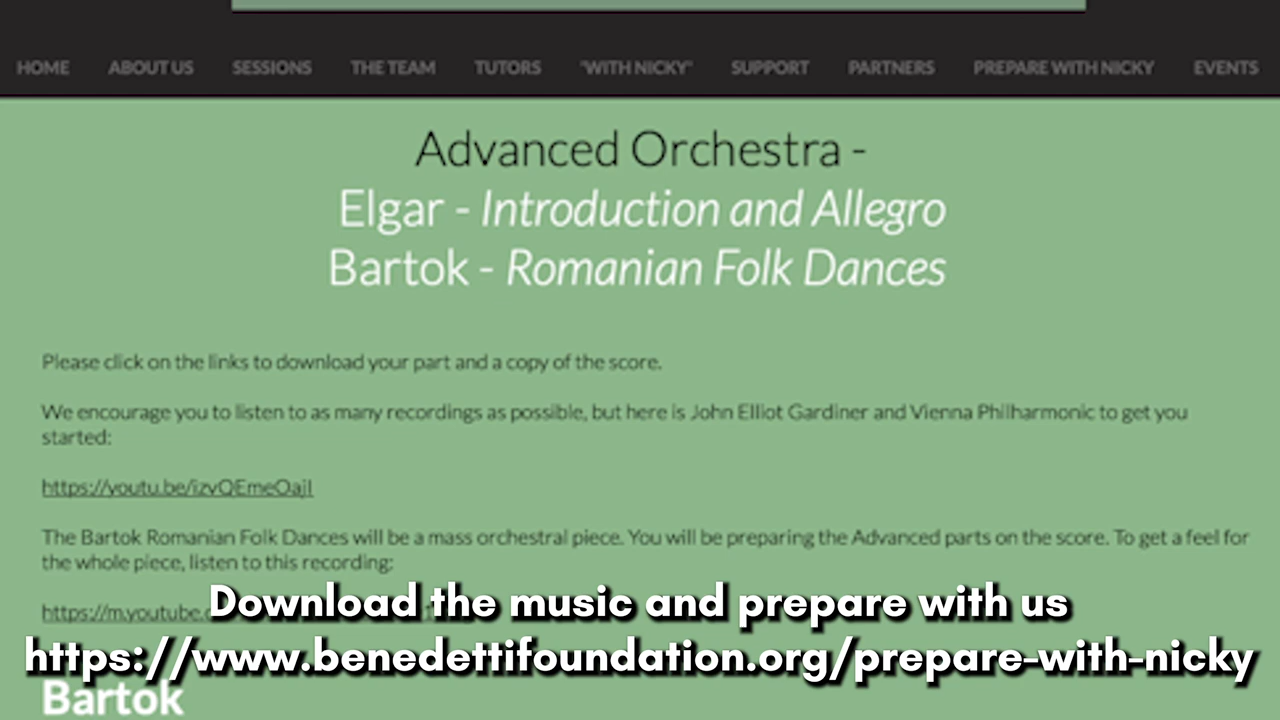 HOME ABOUT US SESSIONS THE TEAM TUTORS "WITH NICKY" SUPPORT PARTNERS PREPARE WITH NICKY EVENTS
Advanced Orchestra -
Elgar - Introduction and Allegro
Bartok - Romanian Folk Dances
Please click on the links to download your part and a copy of the score.
We encourage you to listen to as many recordings as possible, but here is John Elliot Gardiner and Vienna Philharmonic to get you
started:
https://youtu.be/izvQEmeOajI
The Bartok Romanian Folk Dances will be a mass orchestral piece. You will be preparing the Advanced parts on the score. To get a feel for
the whole piece, listen to this recording:
https://m.youtube.c
Download the music and prepare with us
https://www.benedettifoundation.org/prepare-with-nicky
Bartok